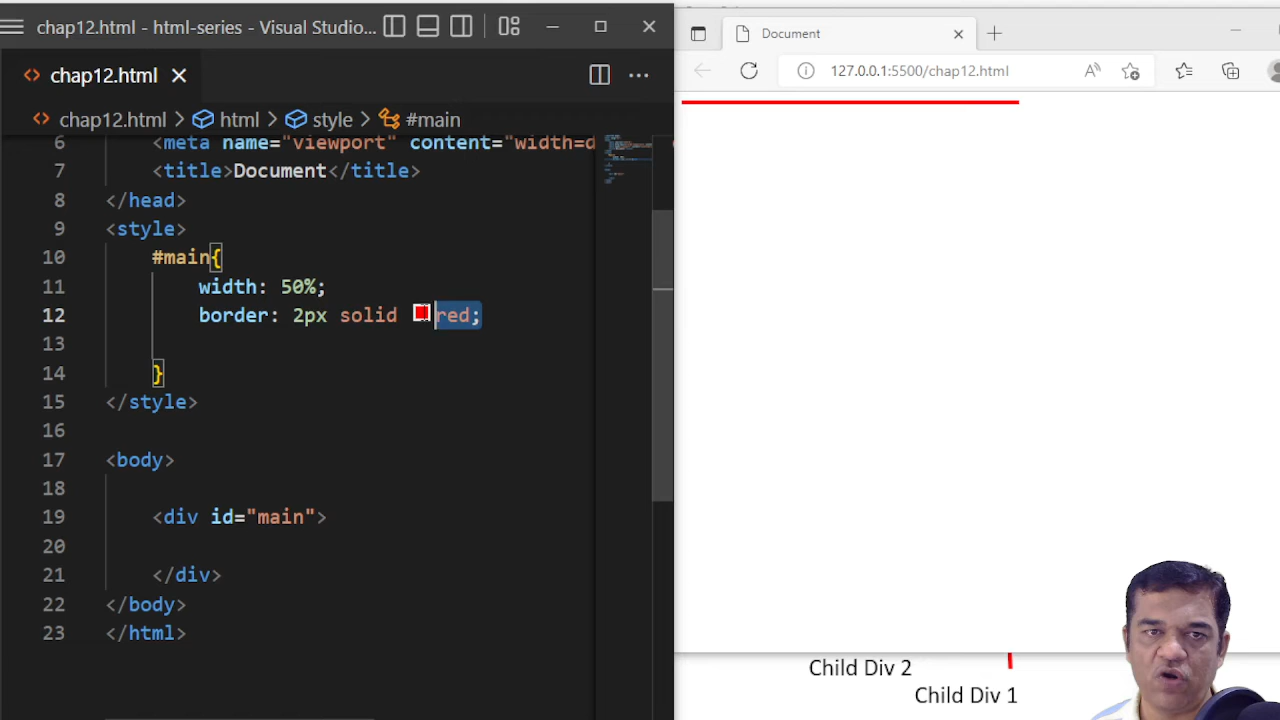 chap12.html - html-series - Visual Studio...
chap12.html
chap12.html > html > style > #main
6 <meta name="viewport" content="width=d
7 <title>Document</title>
8 </head>
9 <style>
10 #main{
11 width: 50%;
12 border: 2px solid red;
13
14 }
15 </style>
16
17 <body>
18
19 <div id="main">
20
21 </div>
22 </body>
23 </html>
Document
127.0.0.1:5500/chap12.html
Child Div 2
Child Div 1